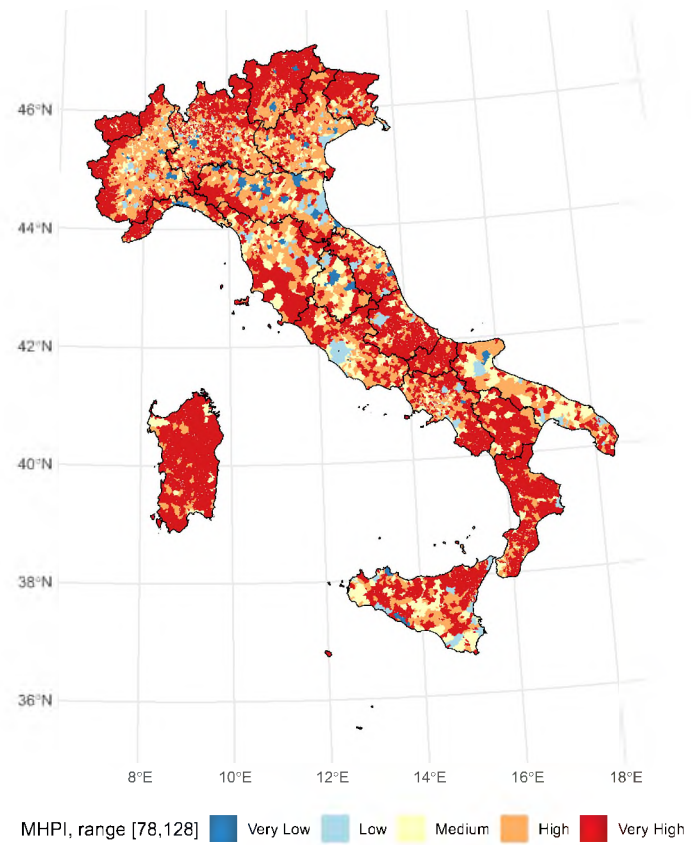 46°N
44°N
42°N
40°N
38°N
36°N
8°E 10°E 12°E 14°E 16°E 18°E
MHPI, range [78,128] Very Low Low Medium High Very High